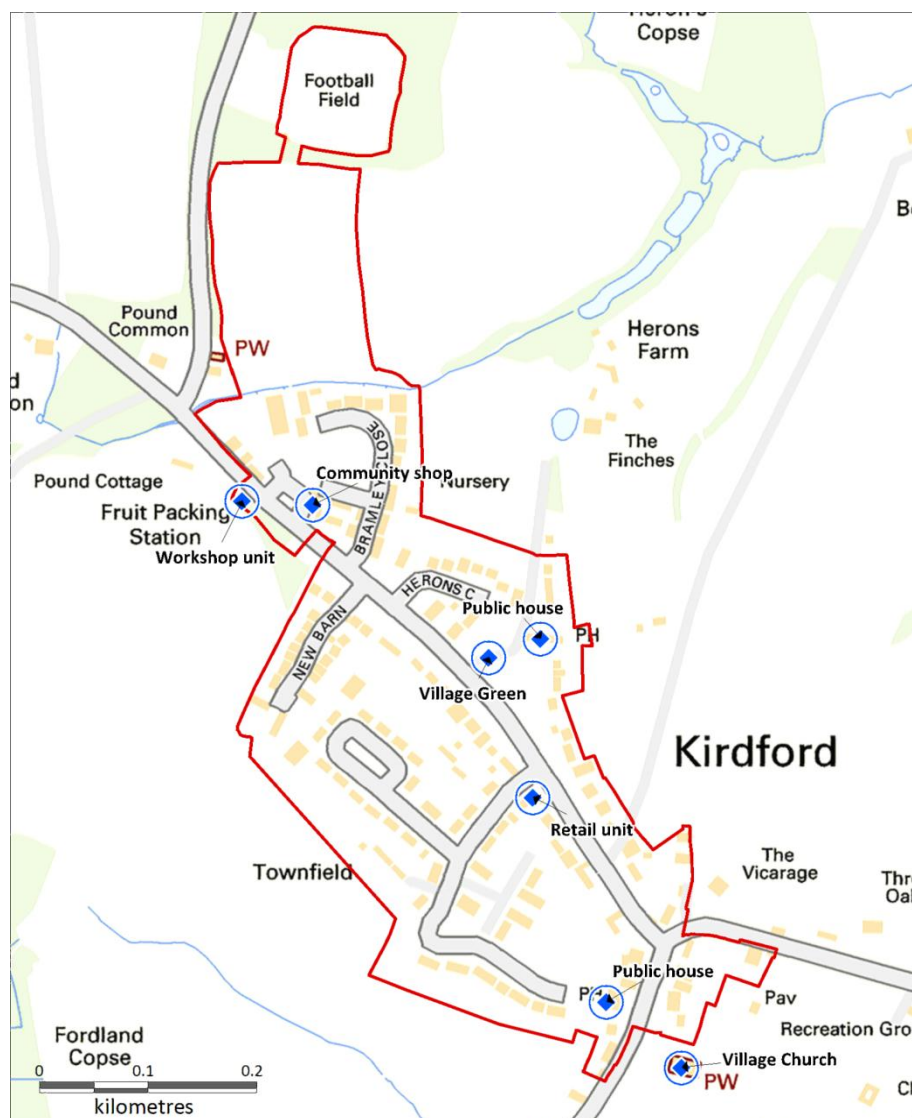 Heron's
Copse
Football
Field
Pound
Common
PW
Herons
Farm
The
Finches
BRAMLEY CLOSE
Community shop
Pound Cottage
Nursery
Fruit Packing
Station
Workshop unit
HERONS C
Public house
PH
NEW BARN
Village Green
Kirdford
Retail unit
The
Vicarage
Townfield
Public house
Pav
Recreation Gro
Fordland
Copse
Village Church
PW
0 0.1 0.2
kilometres